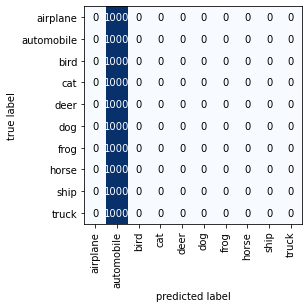 true label
airplane 0 1000 0 0 0 0 0 0 0 0
automobile 0 1000 0 0 0 0 0 0 0 0
bird 0 1000 0 0 0 0 0 0 0 0
cat 0 1000 0 0 0 0 0 0 0 0
deer 0 1000 0 0 0 0 0 0 0 0
dog 0 1000 0 0 0 0 0 0 0 0
frog 0 1000 0 0 0 0 0 0 0 0
horse 0 1000 0 0 0 0 0 0 0 0
ship 0 1000 0 0 0 0 0 0 0 0
truck 0 1000 0 0 0 0 0 0 0 0
airplane
automobile
bird
cat
deer
dog
frog
horse
ship
truck
predicted label